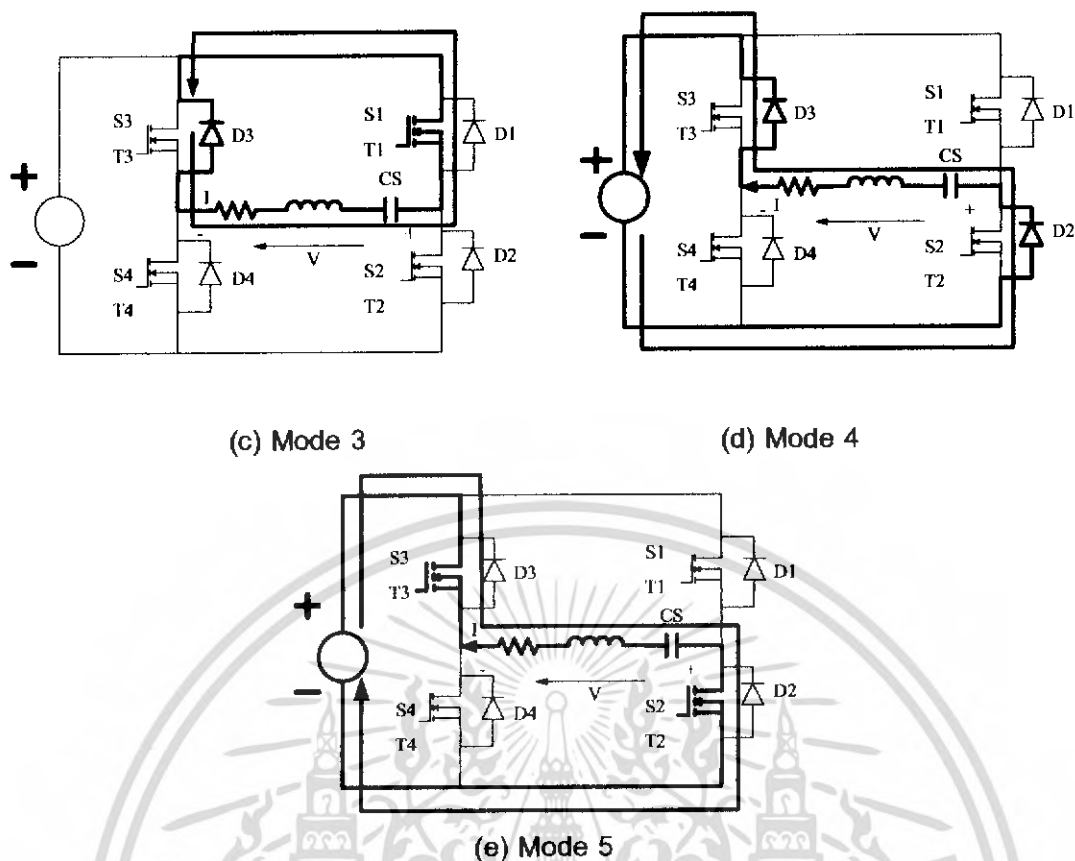 S3
T3
D3
S1
T1
D1
+
-
I
CS
-
+
V
S4
T4
D4
S2
T2
D2
(c) Mode 3
S3
T3
D3
S1
T1
D1
+
-
I
CS
-
+
V
S4
T4
D4
S2
T2
D2
(d) Mode 4
S3
T3
D3
S1
T1
D1
+
-
I
CS
-
+
V
S4
T4
D4
S2
T2
D2
(e) Mode 5